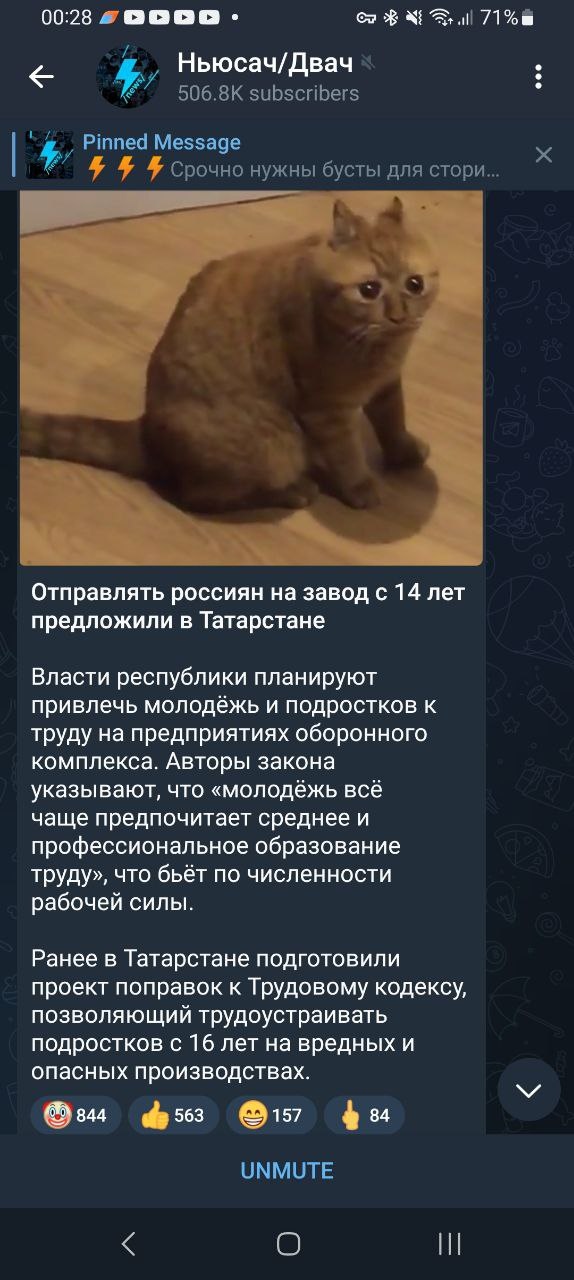 00:28 71%
Ньюсач/Двач
506.8K subscribers
Pinned Message
Срочно нужны бусты для стори...
Отправлять россиян на завод с 14 лет
предложили в Татарстане
Власти республики планируют
привлечь молодёжь и подростков к
труду на предприятиях оборонного
комплекса. Авторы закона
указывают, что «молодёжь всё
чаще предпочитает среднее и
профессиональное образование
труду», что бьёт по численности
рабочей силы.
Ранее в Татарстане подготовили
проект поправок к Трудовому кодексу,
позволяющий трудоустраивать
подростков с 16 лет на вредных и
опасных производствах.
844 563 157 84
UNMUTE